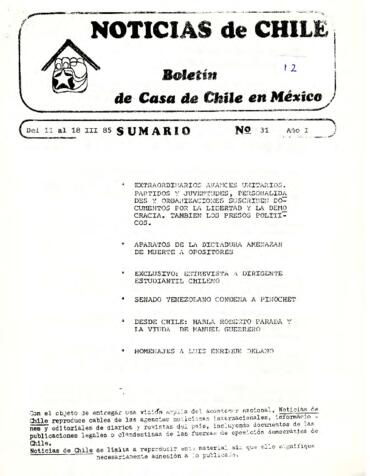 NOTICIAS de CHILE
12
Boletín
de Casa de Chile en México
Del 11 al 18 III 85 SUMARIO Nº 31 Año I
* EXTRAORDINARIOS AVANCES UNITARIOS.
PARTIDOS Y JUVENTUDES, PERSONALIDA
DES Y ORGANIZACIONES SUSCRIBEN DO-
CUMENTOS POR LA LIBERTAD Y LA DEMO
CRACIA. TAMBIEN LOS PRESOS POLITI-
COS.
* APARATOS DE LA DICTADURA AMENAZAN
DE MUERTE A OPOSITORES
* EXCLUSIVO: ENTREVISTA A DIRIGENTE
ESTUDIANTIL CHILENO
* SENADO VENEZOLANO CONDENA A PINOCHET
* DESDE CHILE: HABLA ROBERTO PARADA Y
LA VIUDA DE MANUEL GUERRERO
* HOMENAJES A LUIS ENRIQUE DELANO
Con el objeto de entregar una visión amplia del acontecer nacional, Noticias de
Chile reproduce cables de las agencias noticiosas internacionales, informacio-
nes y editoriales de diarios y revistas del país, incluyendo documentos de las
publicaciones legales o clandestinas de las fuerzas de oposición democrática de
Chile.
Noticias de Chile se limita a reproducir este material sin que ello signifique
necesariamente adhesión a lo publicado.